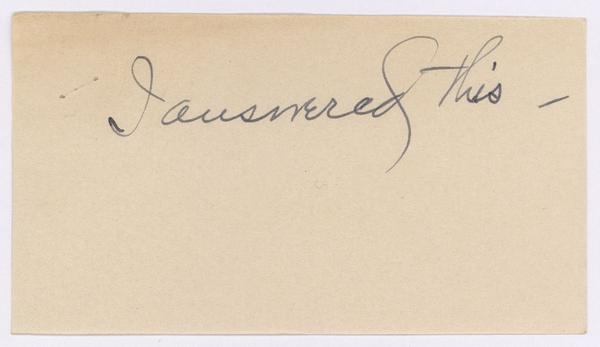 I answered this –